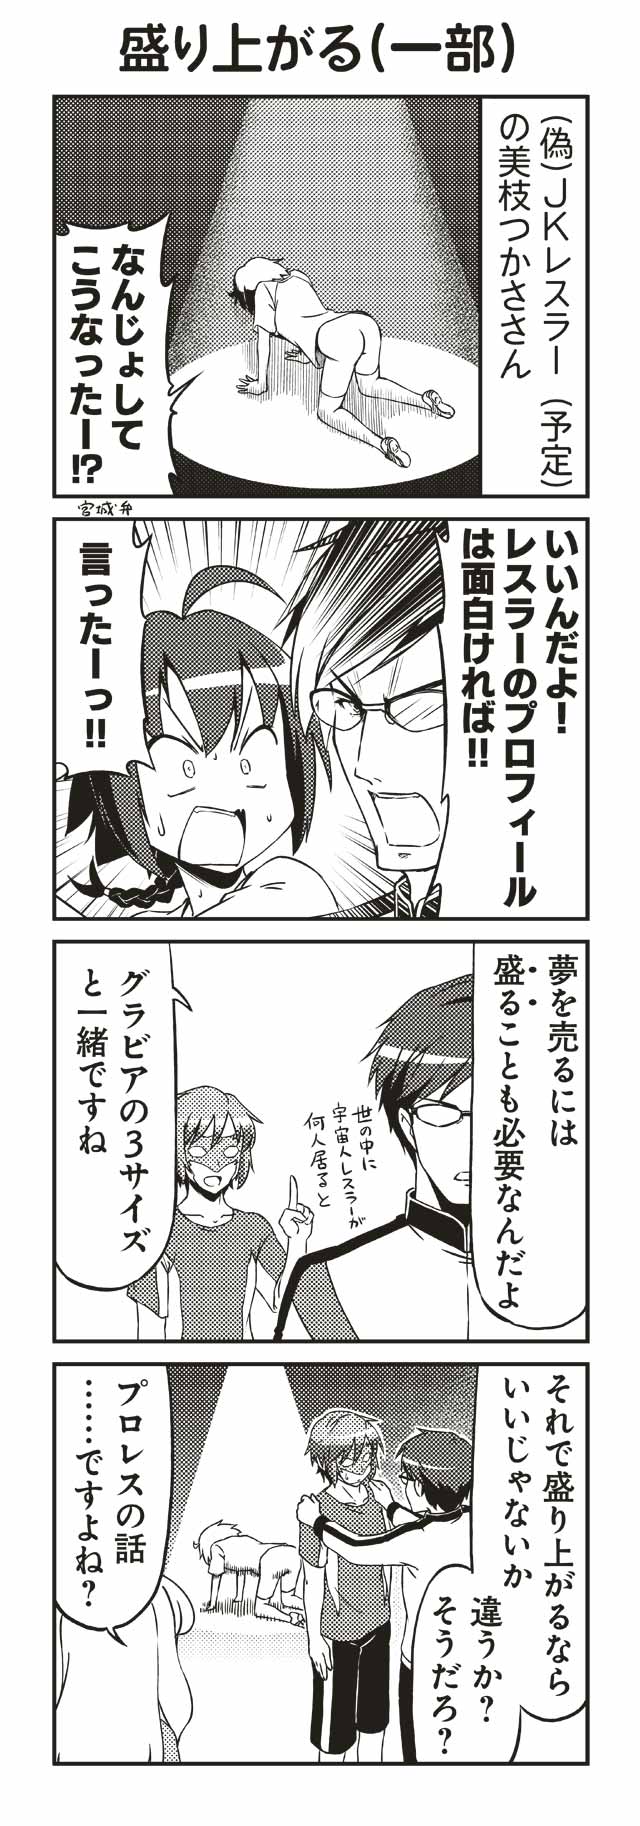 盛り上がる(一部)
(偽)JKレスラー(予定)
の美枝つかささん
なんじょして
こうなったー!?
宮城弁
いいんだよ!
レスラーのプロフィール
は面白ければ!!
言ったーっ!!
夢を売るには
盛ることも必要なんだよ
世の中に
宇宙人レスラーが
何人居ると
グラビアの3サイズ
と一緒ですね
それで盛り上がるなら
いいじゃないか
違うか?
そうだろ?
プロレスの話
……ですよね?